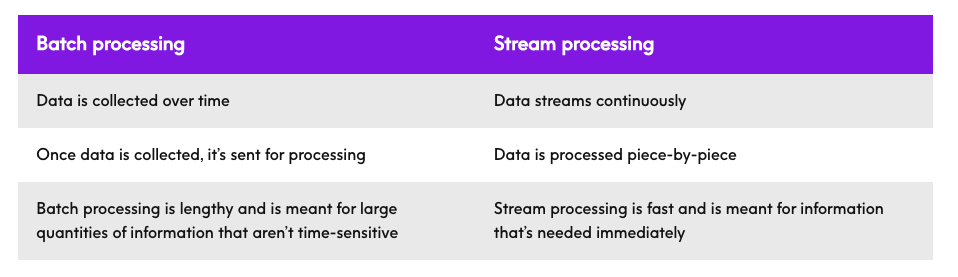 Batch processing
Stream processing
Data is collected over time
Data streams continuously
Once data is collected, it’s sent for processing
Data is processed piece-by-piece
Batch processing is lengthy and is meant for large
quantities of information that aren’t time-sensitive
Stream processing is fast and is meant for information
that’s needed immediately